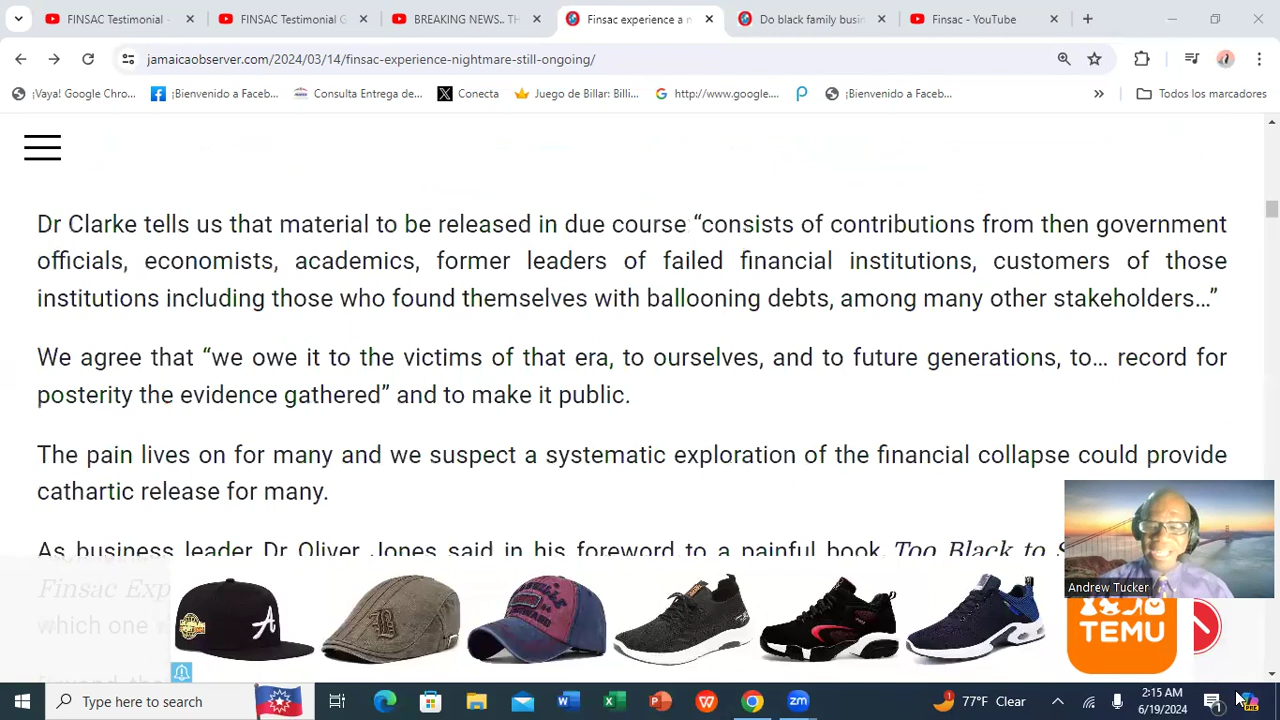 FINSAC Testimonial -
FINSAC Testimonial G
BREAKING NEWS.. TH
Finsac experience a n
Do black family busin
Finsac - YouTube
jamaicaobserver.com/2024/03/14/finsac-experience-nightmare-still-ongoing/
¡Vaya! Google Chro...
¡Bienvenido a Faceb...
Consulta Entrega de...
Conecta
Juego de Billar: Billi...
http://www.google....
¡Bienvenido a Faceb...
Todos los marcadores
Dr Clarke tells us that material to be released in due course “consists of contributions from then government
officials, economists, academics, former leaders of failed financial institutions, customers of those
institutions including those who found themselves with ballooning debts, among many other stakeholders…”
We agree that “we owe it to the victims of that era, to ourselves, and to future generations, to… record for
posterity the evidence gathered” and to make it public.
The pain lives on for many and we suspect a systematic exploration of the financial collapse could provide
cathartic release for many.
As business leader Dr Oliver Jones said in his foreword to a painful book, Too Black to S
Finsac Exp
which one
Andrew Tucker
TEMU
Type here to search
77°F Clear
2:15 AM
6/19/2024